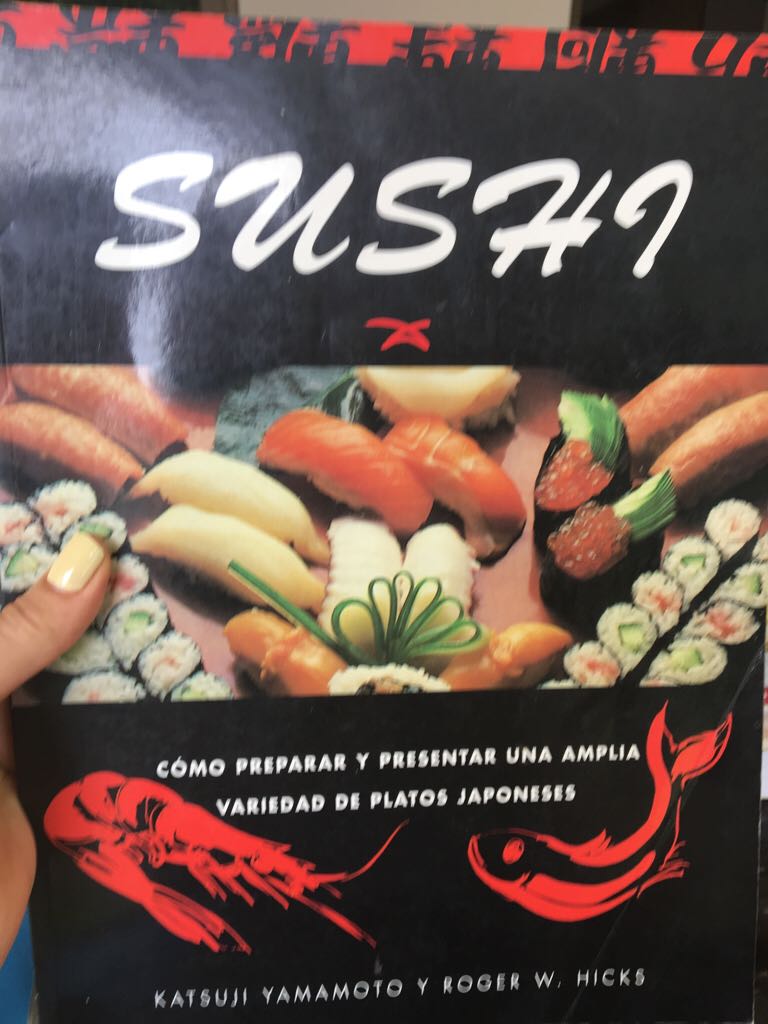 SUSHI
CÓMO PREPARAR Y PRESENTAR UNA AMPLIA
VARIEDAD DE PLATOS JAPONESES
KATSUJI YAMAMOTO Y ROGER W. HICKS